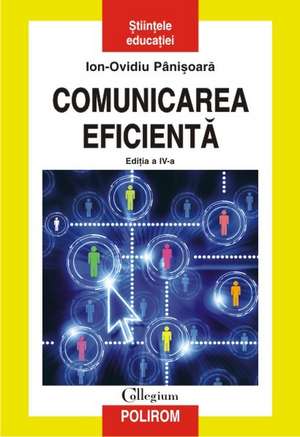 Științele
educației
Ion-Ovidiu Pânișoară
COMUNICAREA
EFICIENTĂ
Ediția a IV-a
Collegium
POLIROM